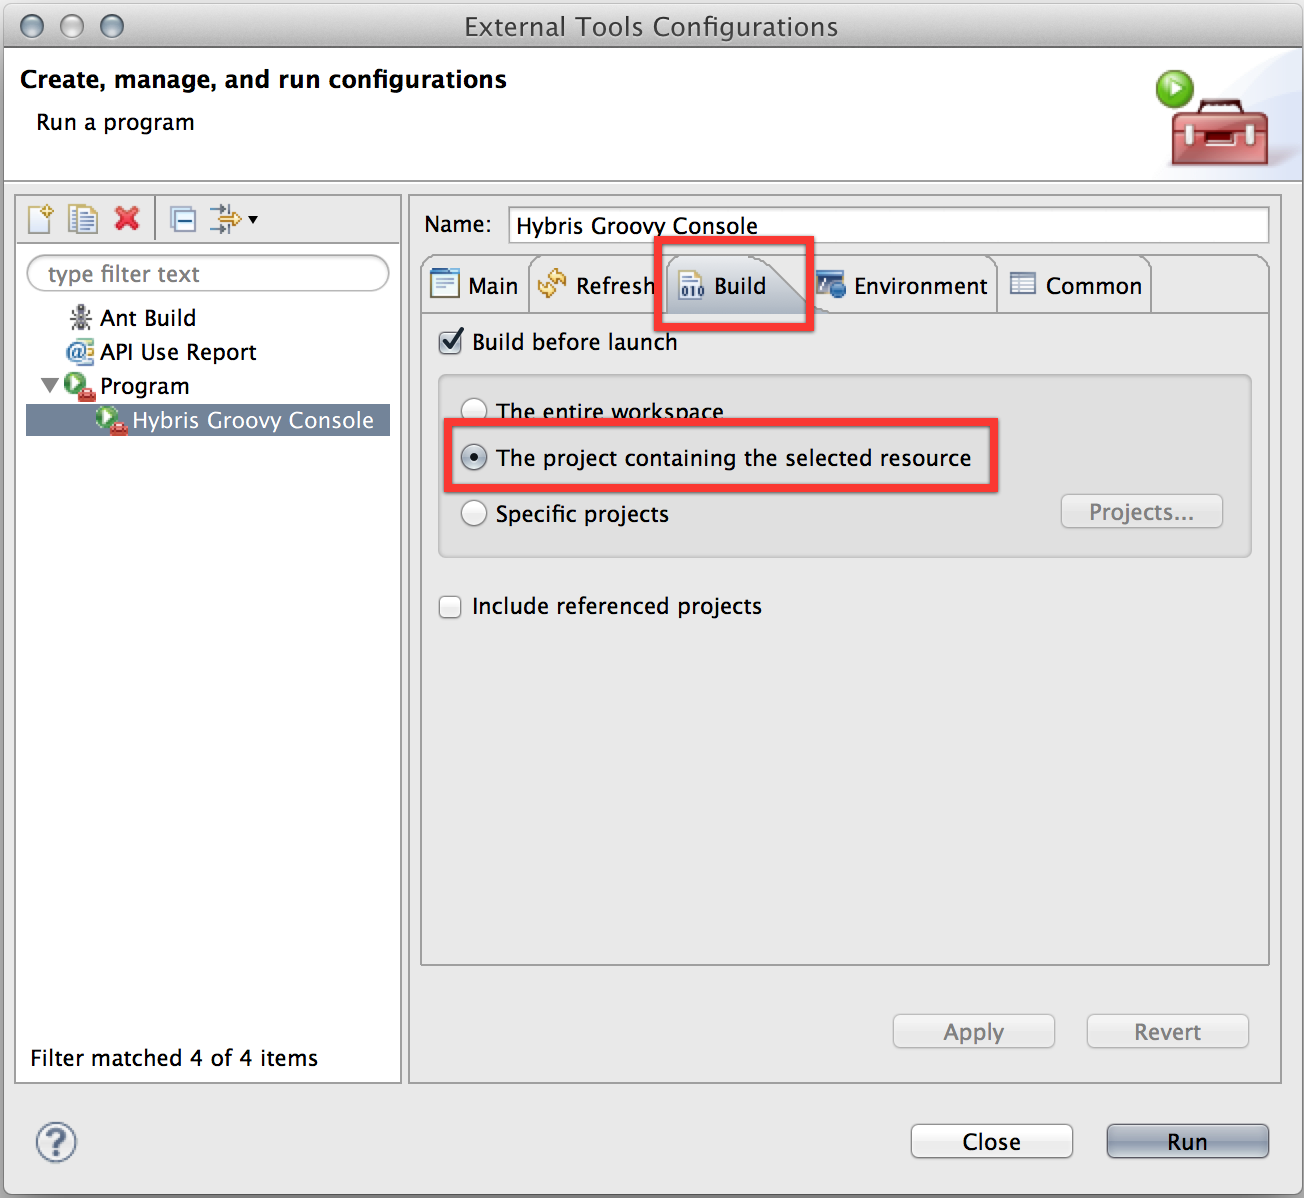 External Tools Configurations
Create, manage, and run configurations
Run a program
type filter text
Ant Build
API Use Report
Program
Hybris Groovy Console
Filter matched 4 of 4 items
Name: Hybris Groovy Console
Main Refresh 010 Build Environment Common
Build before launch
The entire workspace
The project containing the selected resource
Specific projects Projects...
Include referenced projects
Apply Revert
? Close Run